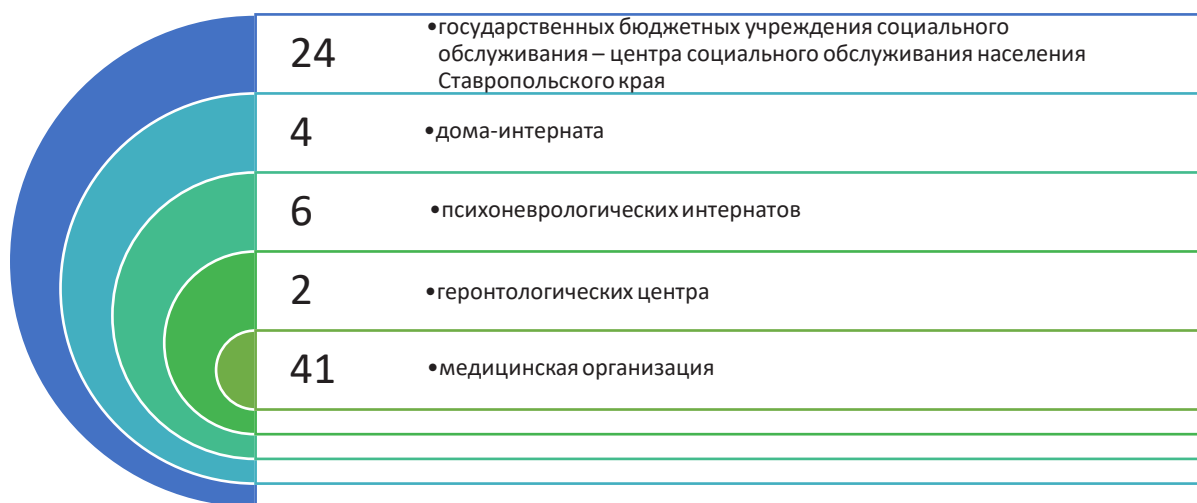 24
•государственных бюджетных учреждения социального
обслуживания – центра социального обслуживания населения
Ставропольского края
4
•дома-интерната
6
•психоневрологических интернатов
2
•геронтологических центра
41
•медицинская организация